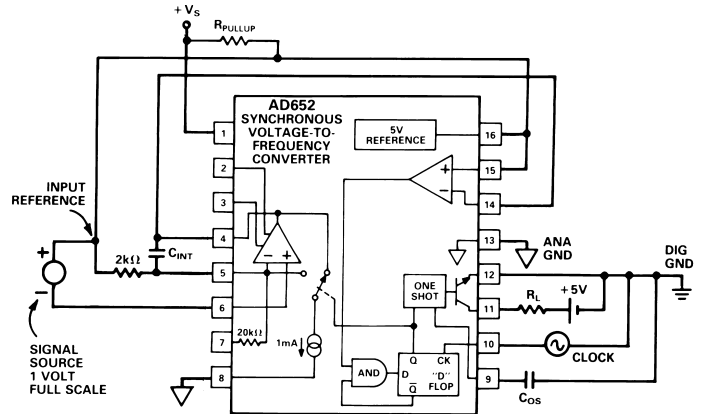 + VS
RPULLUP
AD652
SYNCHRONOUS
VOLTAGE-TO-
FREQUENCY
CONVERTER
5V
REFERENCE
1
2
3
4
5
6
7
8
16
15
14
13
12
11
10
9
INPUT
REFERENCE
+
−
2kΩ
CINT
SIGNAL
SOURCE
1 VOLT
FULL SCALE
− +
20kΩ
1mA
+
−
ANA
GND
DIG
GND
ONE
SHOT
RL
+5V
CLOCK
COS
AND
Q CK
D "D"
FLOP
Q̅